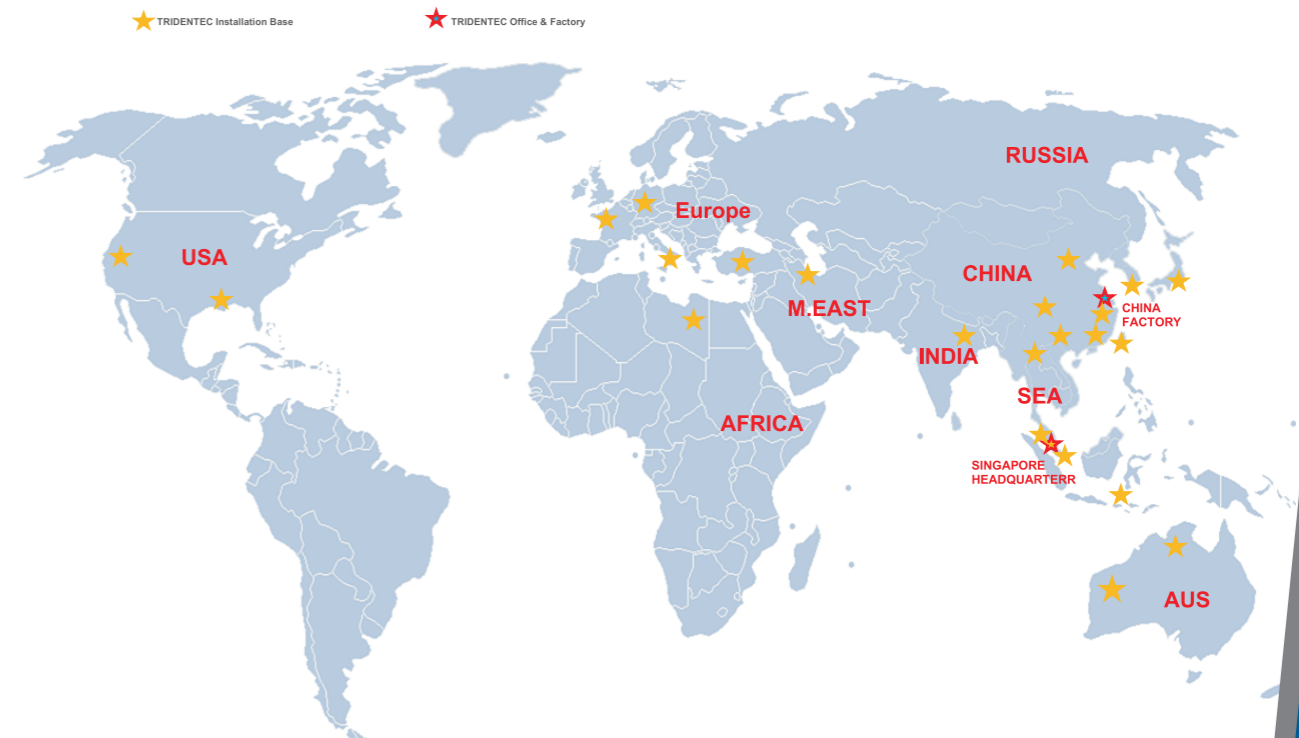 TRIDENTEC Installation Base
TRIDENTEC Office & Factory
RUSSIA
Europe
USA
CHINA
M.EAST
CHINA
FACTORY
INDIA
SEA
AFRICA
SINGAPORE
HEADQUARTERR
AUS